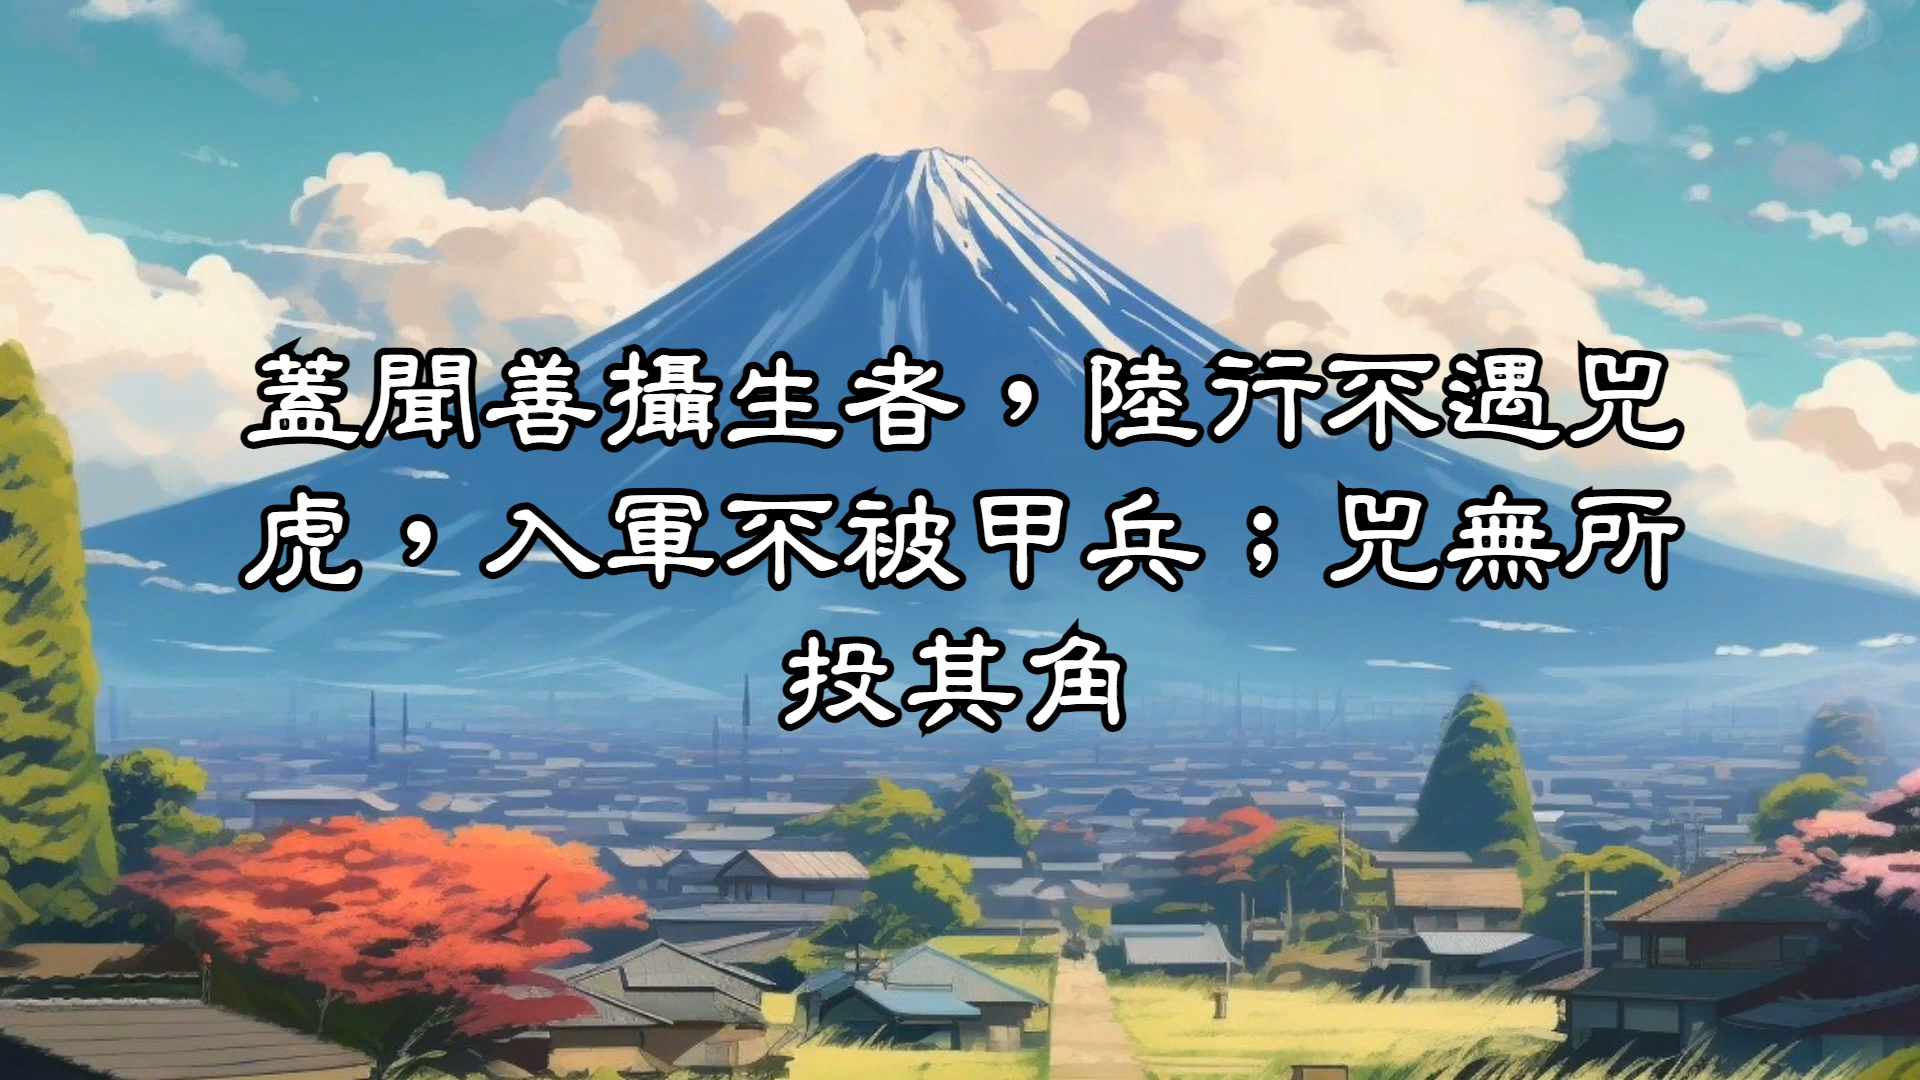 蓋聞善攝生者，陸行不遇兕
虎，入軍不被甲兵；兕無所
投其角